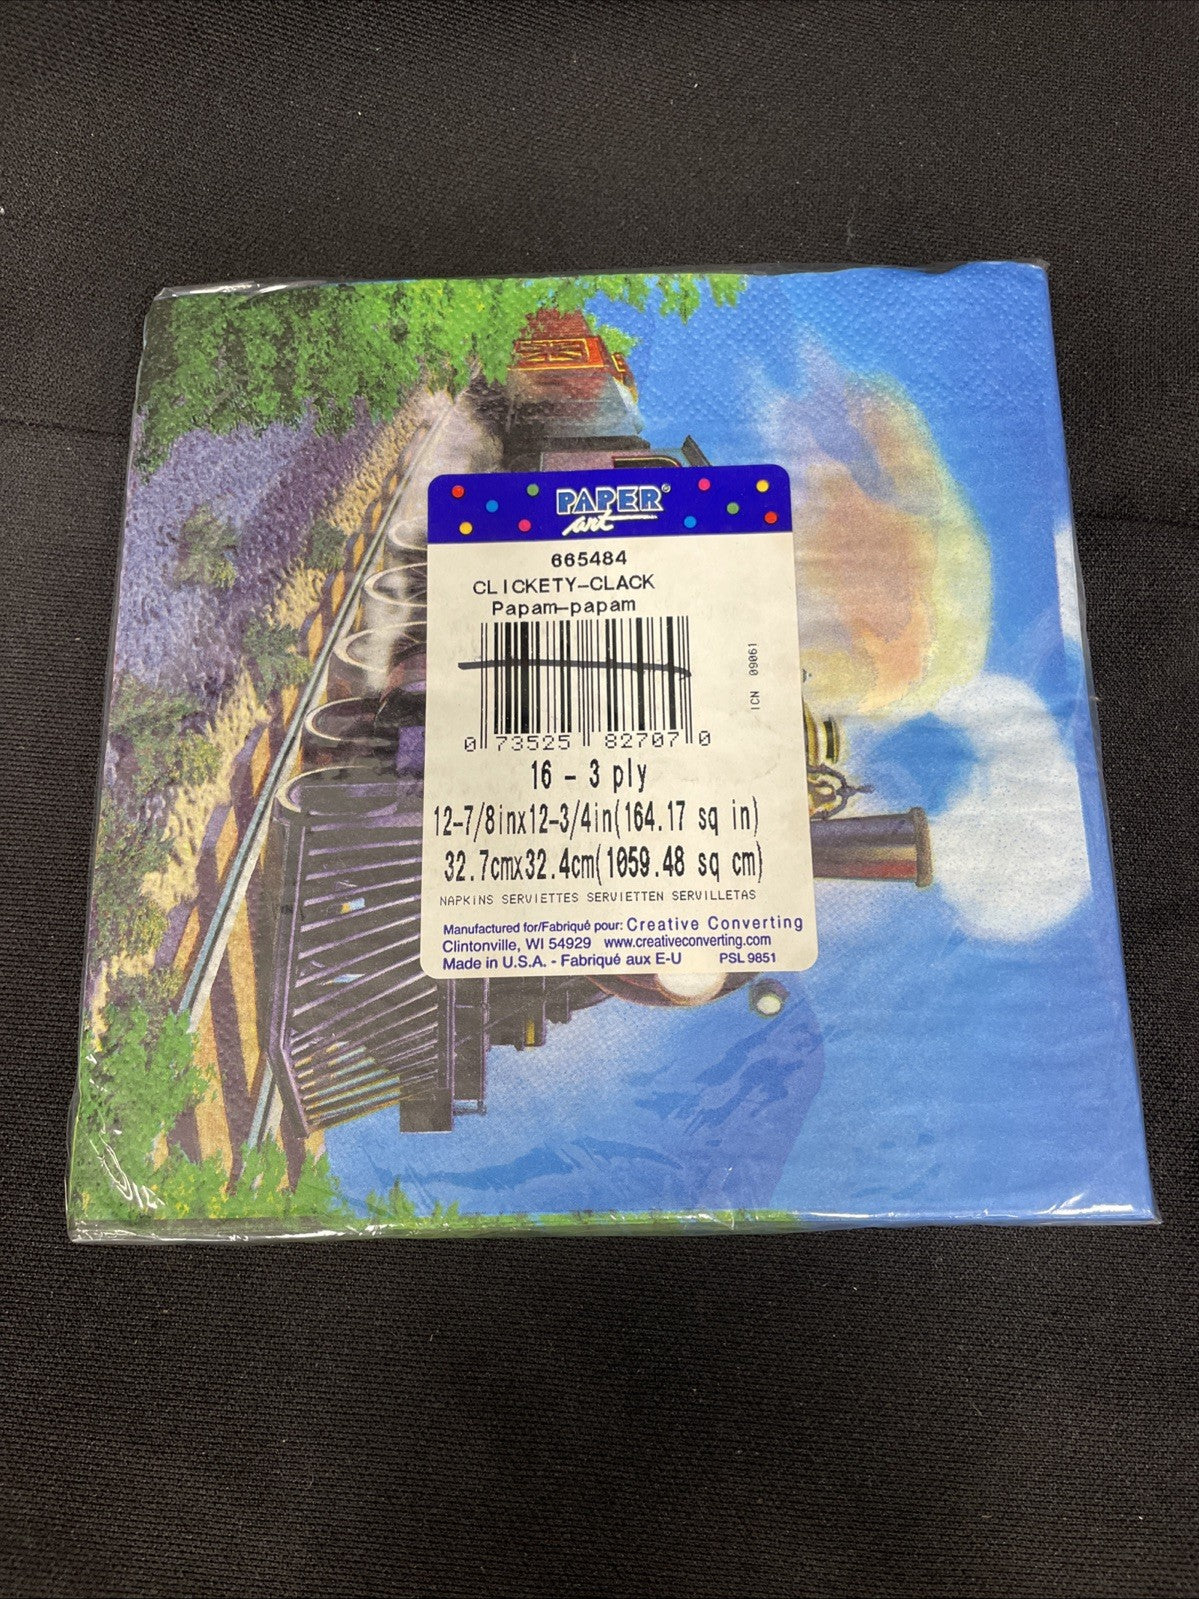 PAPER®
art
665484
CLICKETY-CLACK
Papam-papam
0 73525 82707 0
ICN 09061
16 - 3 ply
12-7/8inx12-3/4in(164.17 sq in)
32.7cmx32.4cm(1059.48 sq cm)
NAPKINS SERVIETTES SERVIETTEN SERVILLETAS
Manufactured for/Fabriqué pour: Creative Converting
Clintonville, WI 54929 www.creativeconverting.com
Made in U.S.A. - Fabriqué aux E-U PSL 9851